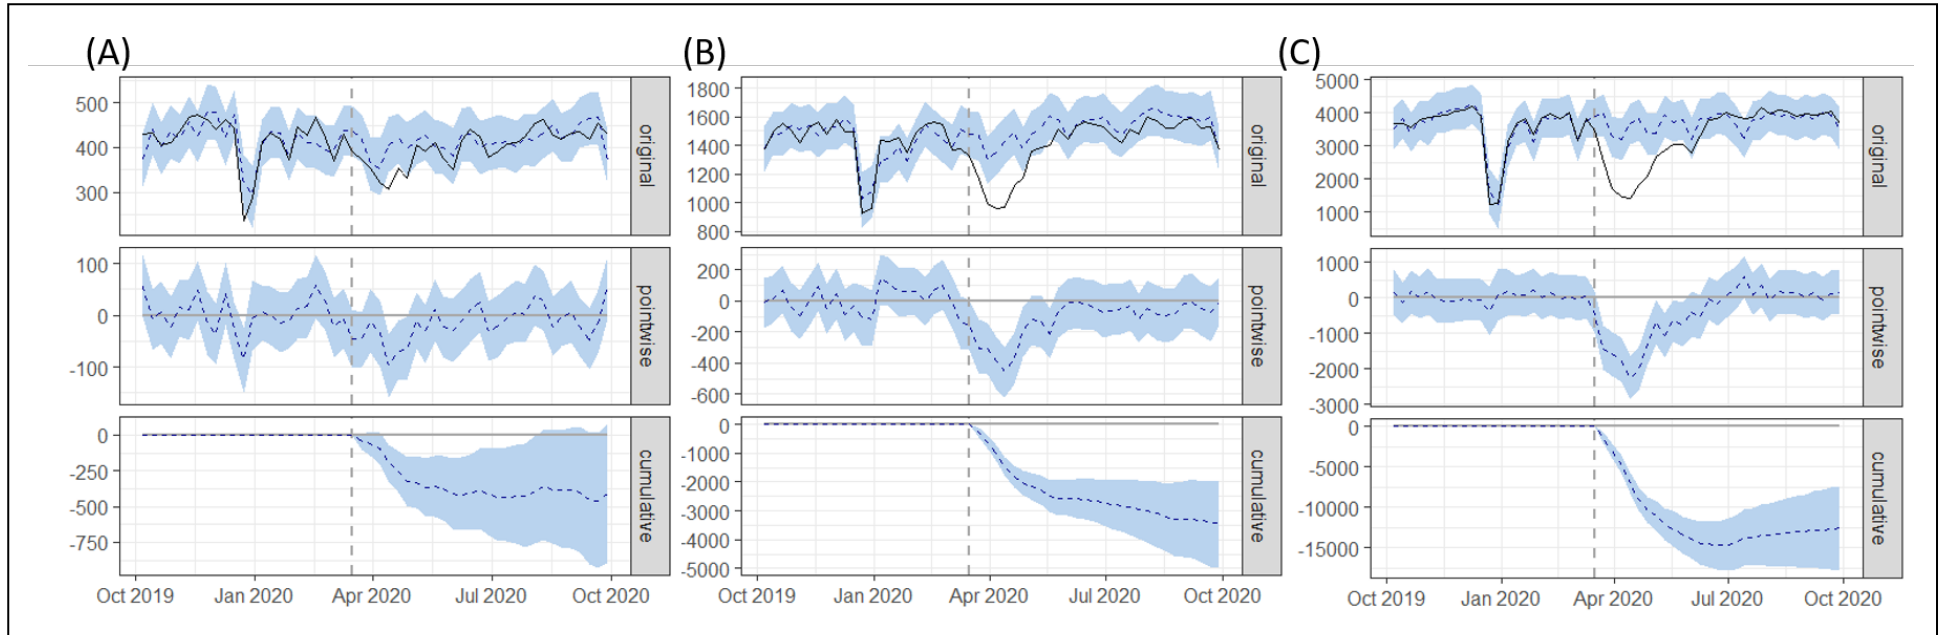 (A)
500
400
300
original
100
0
-100
pointwise
0
-250
-500
-750
cumulative
Oct 2019 Jan 2020 Apr 2020 Jul 2020 Oct 2020
(B)
1800
1600
1400
1200
1000
800
original
200
0
-200
-400
-600
pointwise
0
-1000
-2000
-3000
-4000
-5000
cumulative
Oct 2019 Jan 2020 Apr 2020 Jul 2020 Oct 2020
(C)
5000
4000
3000
2000
1000
original
1000
0
-1000
-2000
-3000
pointwise
0
-5000
-10000
-15000
cumulative
Oct 2019 Jan 2020 Apr 2020 Jul 2020 Oct 2020